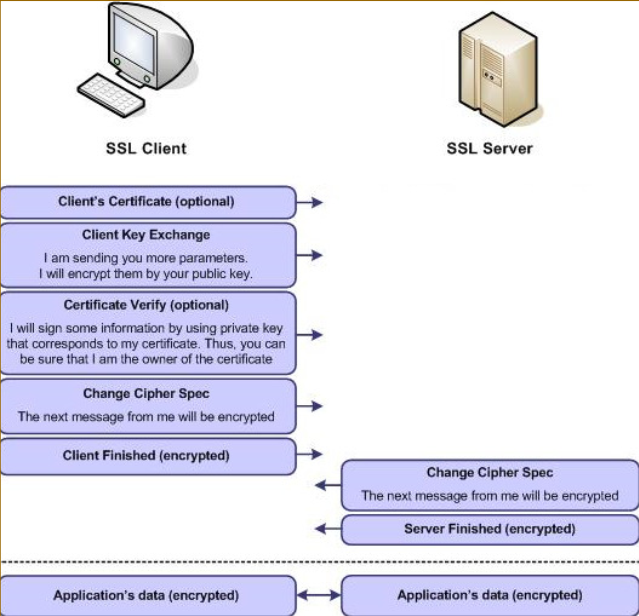 SSL Client
SSL Server
Client's Certificate (optional)
Client Key Exchange
I am sending you more parameters.
I will encrypt them by your public key.
Certificate Verify (optional)
I will sign some information by using private key
that corresponds to my certificate. Thus, you can
be sure that I am the owner of the certificate
Change Cipher Spec
The next message from me will be encrypted
Client Finished (encrypted)
Change Cipher Spec
The next message from me will be encrypted
Server Finished (encrypted)
Application's data (encrypted)
Application's data (encrypted)